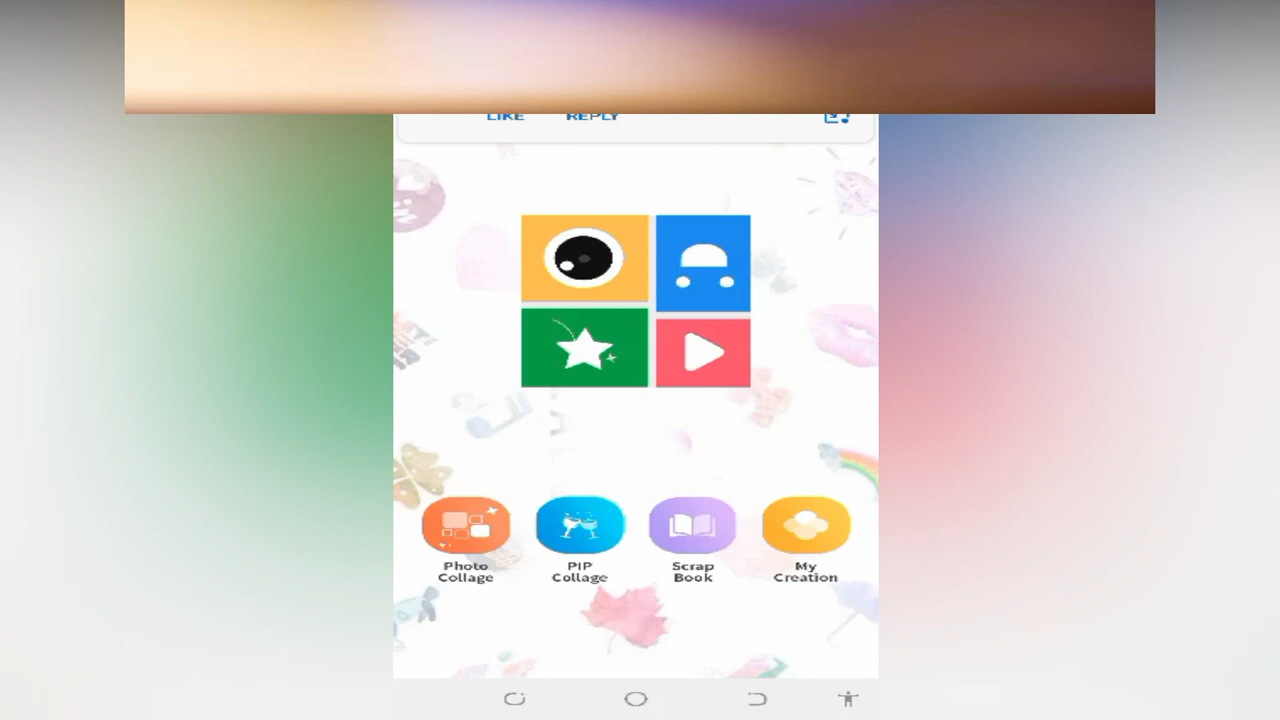 LIKE REPLY
Photo Collage
PIP Collage
Scrap Book
My Creation